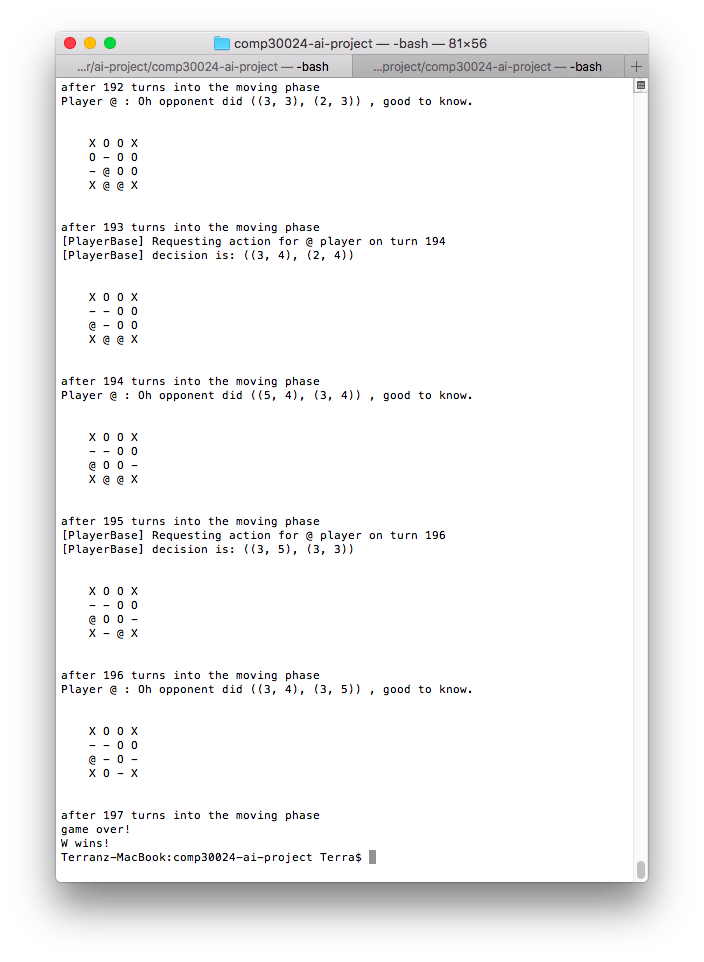 comp30024-ai-project — -bash — 81×56
...r/ai-project/comp30024-ai-project — -bash
...project/comp30024-ai-project — -bash
after 192 turns into the moving phase
Player @ : Oh opponent did ((3, 3), (2, 3)) , good to know.
X O O X
O - O O
- @ O O
X @ @ X
after 193 turns into the moving phase
[PlayerBase] Requesting action for @ player on turn 194
[PlayerBase] decision is: ((3, 4), (2, 4))
X O O X
- - O O
@ - O O
X @ @ X
after 194 turns into the moving phase
Player @ : Oh opponent did ((5, 4), (3, 4)) , good to know.
X O O X
- - O O
@ O O -
X @ @ X
after 195 turns into the moving phase
[PlayerBase] Requesting action for @ player on turn 196
[PlayerBase] decision is: ((3, 5), (3, 3))
X O O X
- - O O
@ O O -
X - @ X
after 196 turns into the moving phase
Player @ : Oh opponent did ((3, 4), (3, 5)) , good to know.
X O O X
- - O O
@ - O -
X O - X
after 197 turns into the moving phase
game over!
W wins!
Terranz-MacBook:comp30024-ai-project Terra$